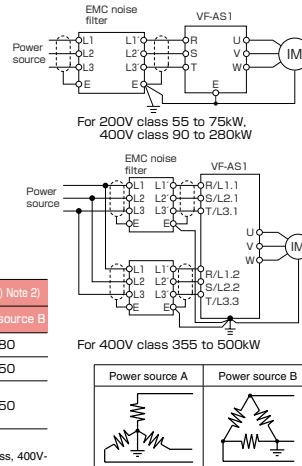 EMC noise
filter
VF-AS1
Power
source
L1 L1' R U
L2 L2' S V IM
L3 L3' T W
E E E
For 200V class 55 to 75kW,
400V class 90 to 280kW
EMC noise
filter
VF-AS1
Power
source
L1 L1' R/L1.1
L2 L2' S/L2.1
L3 L3' T/L3.1
E E
U
V IM
W
L1 L1' R/L1.2
L2 L2' S/L2.2
L3 L3' T/L3.3
E E
For 400V class 355 to 500kW
) Note 2)
source B
80
50
50
ss, 400V-
Power source A Power source B